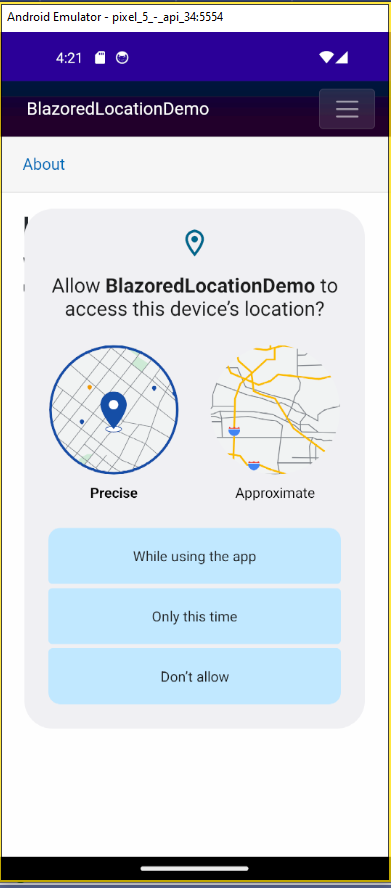 Android Emulator - pixel_5_-_api_34:5554
4:21
BlazoredLocationDemo
About
Allow BlazoredLocationDemo to
access this device's location?
Precise
Approximate
While using the app
Only this time
Don't allow